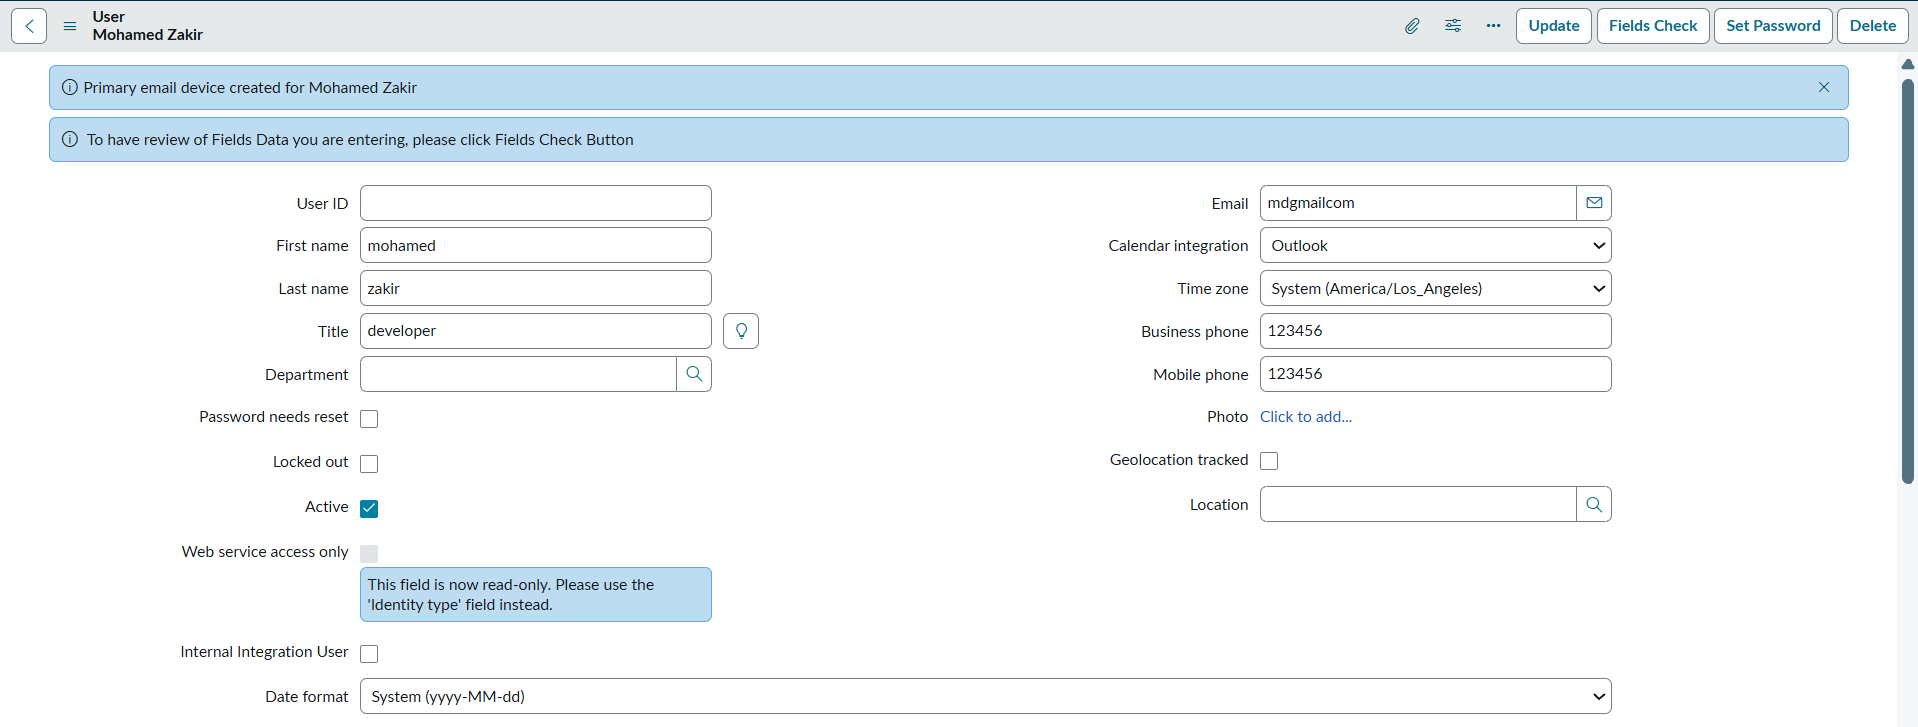 User
Mohamed Zakir
Update
Fields Check
Set Password
Delete
Primary email device created for Mohamed Zakir
To have review of Fields Data you are entering, please click Fields Check Button
User ID
First name mohamed
Last name zakir
Title developer
Department
Password needs reset
Locked out
Active
Web service access only
This field is now read-only. Please use the
'Identity type' field instead.
Internal Integration User
Date format System (yyyy-MM-dd)
Email mdgmailcom
Calendar integration Outlook
Time zone System (America/Los_Angeles)
Business phone 123456
Mobile phone 123456
Photo Click to add...
Geolocation tracked
Location